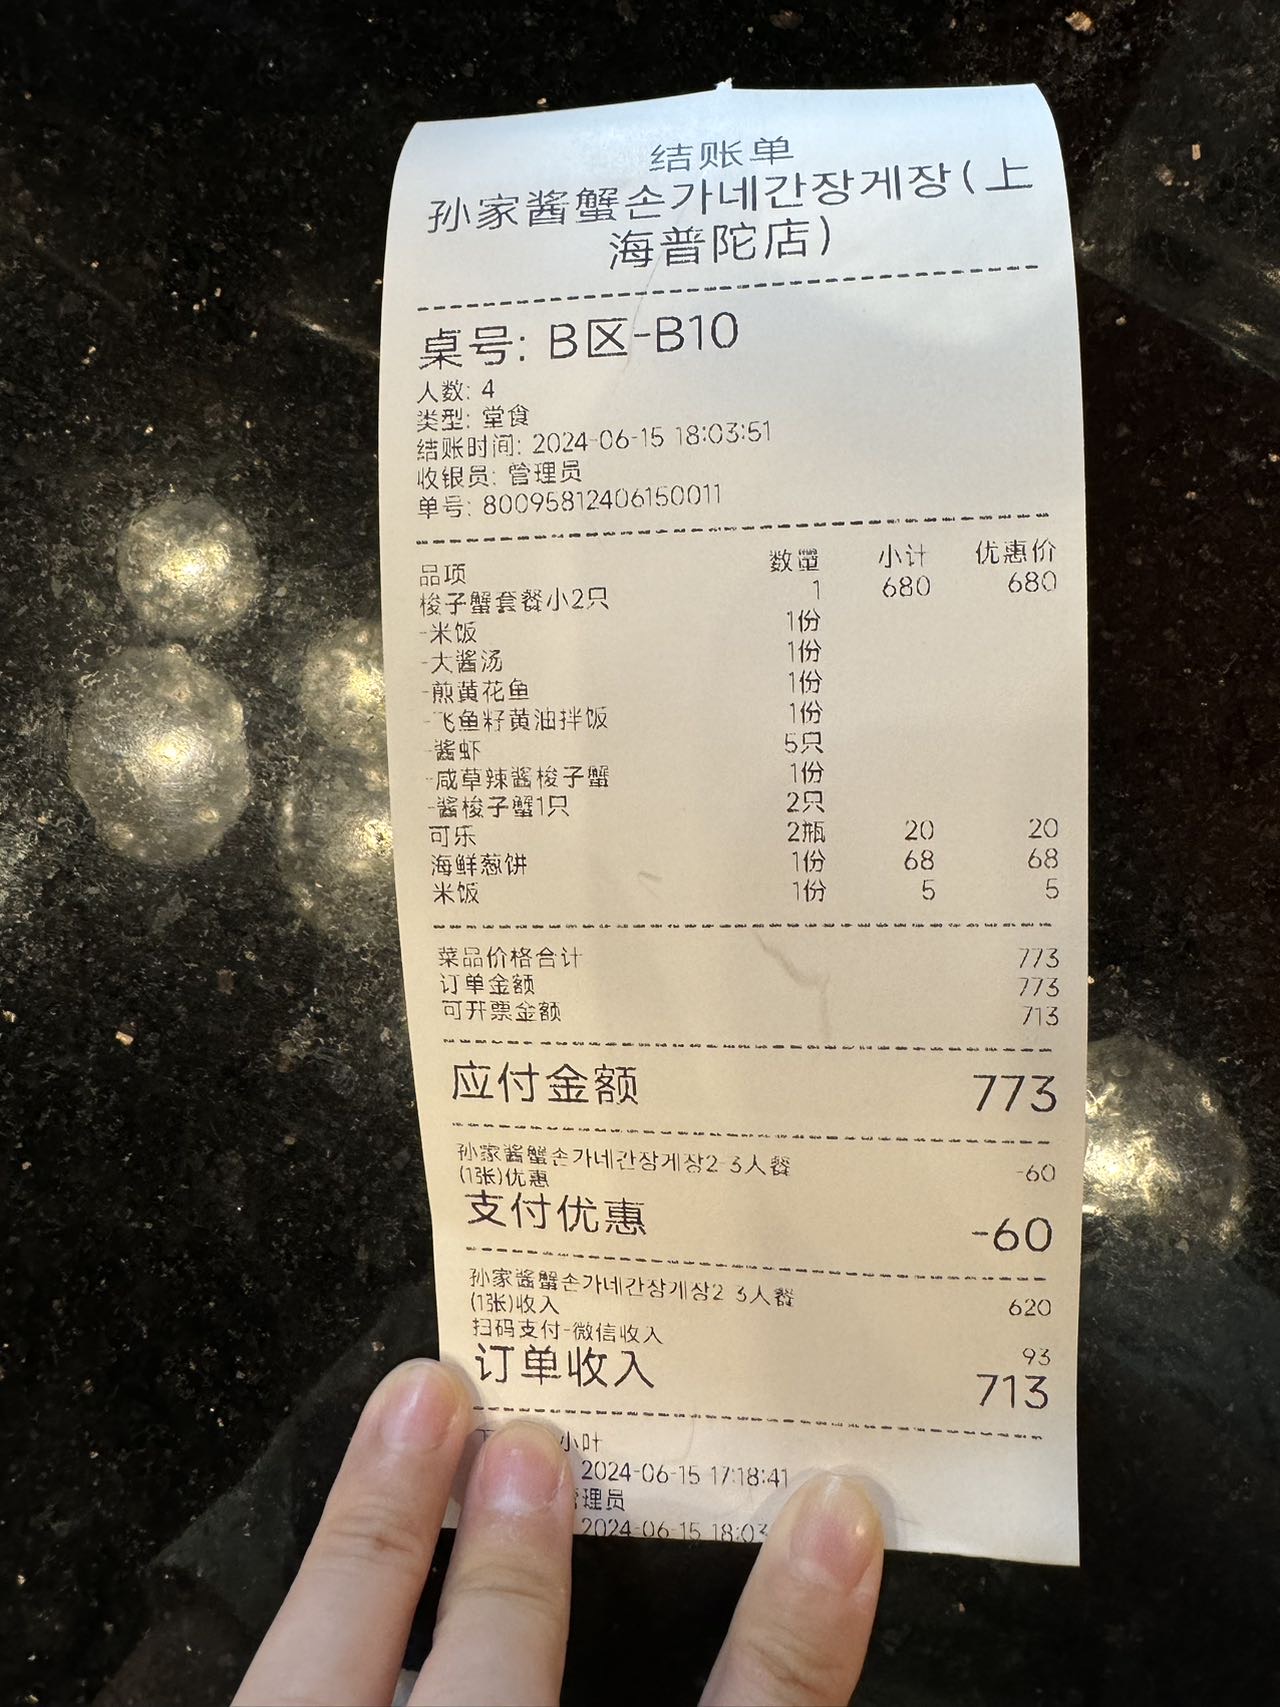 结账单
孙家酱蟹손가네간장게장(上
海普陀店)
桌号: B区-B10
人数: 4
类型: 堂食
结账时间: 2024-06-15 18:03:51
收银员: 管理员
单号: 80095812406150011
品项 数量 小计 优惠价
梭子蟹套餐小2只 1 680 680
-米饭 1份
-大酱汤 1份
-煎黄花鱼 1份
-飞鱼籽黄油拌饭 1份
-酱虾 5只
-咸草辣酱梭子蟹 1份
-酱梭子蟹1只 2只
可乐 2瓶 20 20
海鲜葱饼 1份 68 68
米饭 1份 5 5
菜品价格合计 773
订单金额 773
可开票金额 713
应付金额 773
孙家酱蟹손가네간장게장2-3人餐 -60
(1张)优惠
支付优惠 -60
孙家酱蟹손가네간장게장2-3人餐 620
(1张)收入
扫码支付-微信收入 93
订单收入 713
小叶
2024-06-15 17:18:41
管理员
2024-06-15 18:03